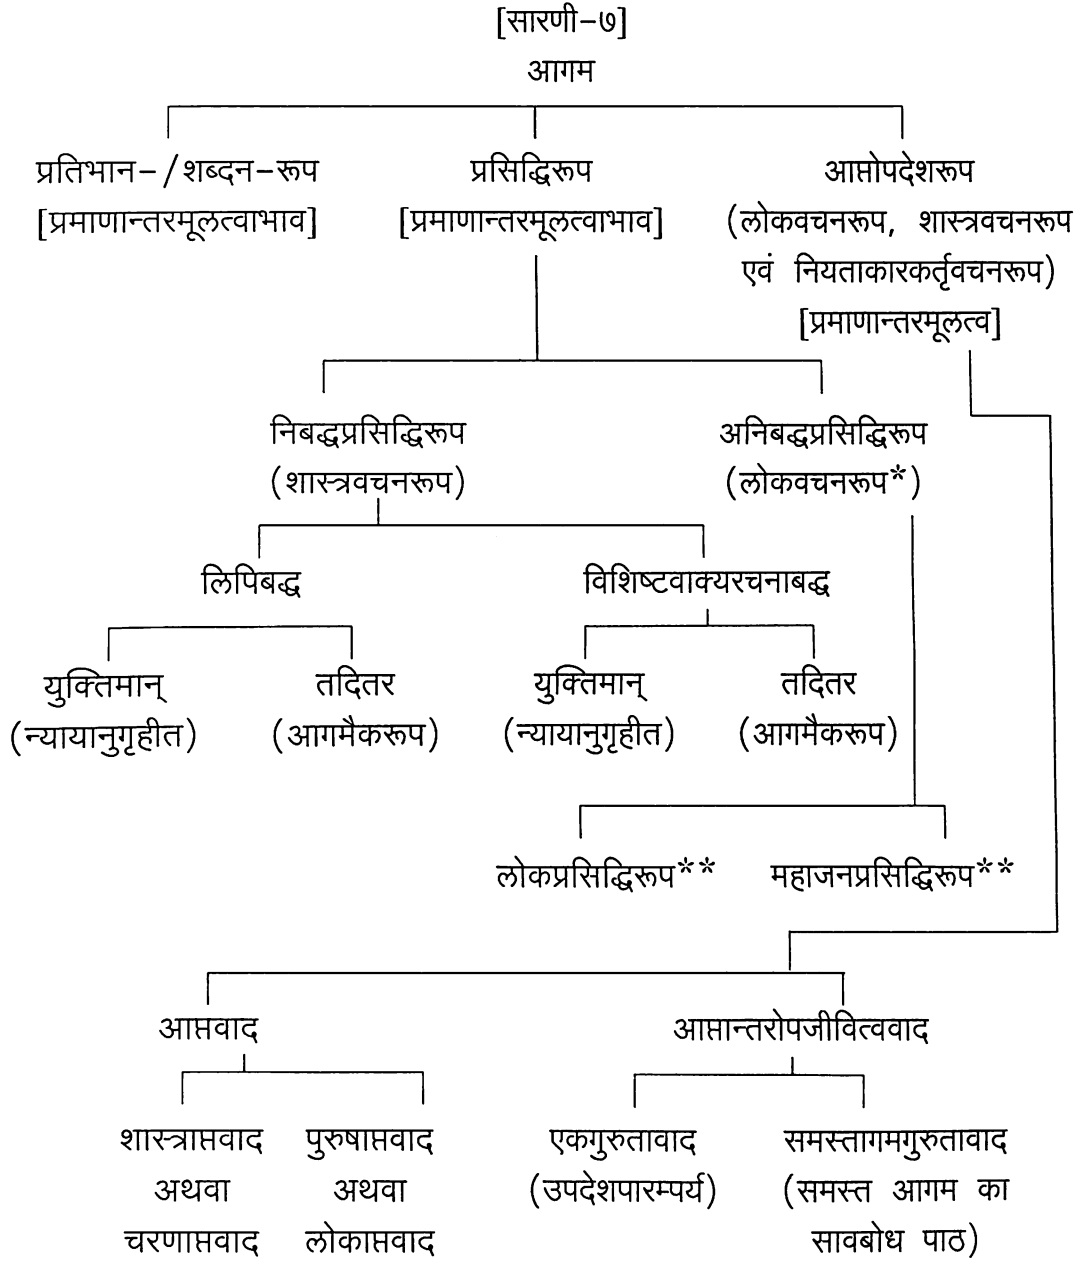 [सारणी-७]
आगम
प्रतिभान-/शब्दन-रूप प्रसिद्धिरूप आप्तोपदेशरूप
[प्रमाणान्तरमूलत्वाभाव] [प्रमाणान्तरमूलत्वाभाव] (लोकवचनरूप, शास्त्रवचनरूप
एवं नियताकारकर्तृवचनरूप)
[प्रमाणान्तरमूलत्व]
निबद्धप्रसिद्धिरूप अनिबद्धप्रसिद्धिरूप
(शास्त्रवचनरूप) (लोकवचनरूप*)
लिपिबद्ध विशिष्टवाक्यरचनाबद्ध
युक्तिमान् तदितर युक्तिमान् तदितर
(न्यायानुगृहीत) (आगमैकरूप) (न्यायानुगृहीत) (आगमैकरूप)
लोकप्रसिद्धिरूप** महाजनप्रसिद्धिरूप**
आप्तवाद आप्तान्तरोपजीवित्ववाद
शास्त्राप्तवाद पुरुषाप्तवाद एकगुरुतावाद समस्तागमगुरुतावाद
अथवा अथवा (उपदेशपारम्पर्य) (समस्त आगम का
चरणाप्तवाद लोकाप्तवाद सावबोध पाठ)